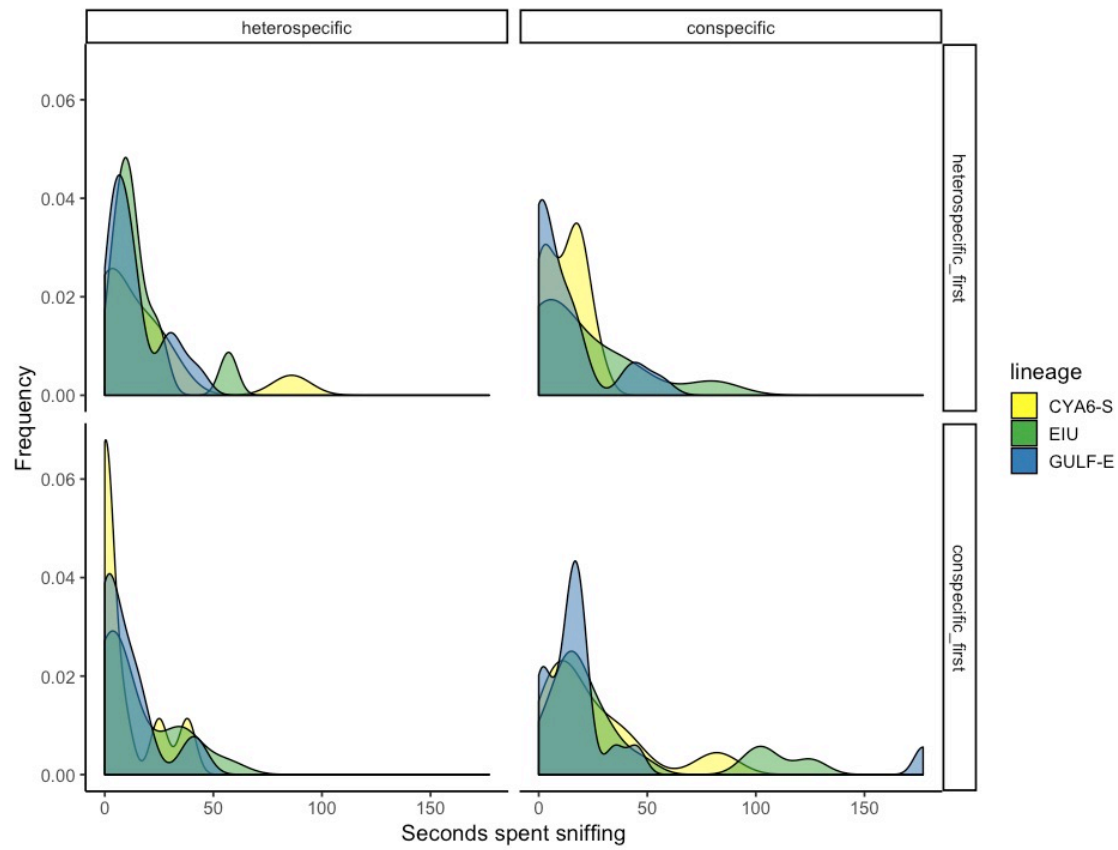 heterospecific
conspecific
0.06
0.04
0.02
0.00
heterospecific_first
0.06
0.04
0.02
0.00
conspecific_first
Frequency
0
50
100
150
0
50
100
150
Seconds spent sniffing
lineage
CYA6-S
EIU
GULF-E